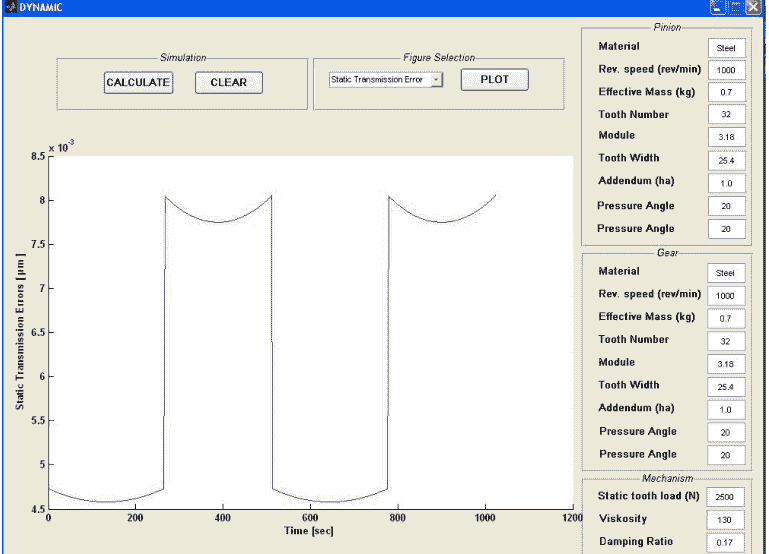 DYNAMIC
Simulation
CALCULATE CLEAR
Figure Selection
Static Transmission Error PLOT
x 10^-3
8.5
8
7.5
7
6.5
6
5.5
5
4.5
Static Transmission Errors [µm]
0 200 400 600 800 1000 1200
Time [sec]
Pinion
Material Steel
Rev. speed (rev/min) 1000
Effective Mass (kg) 0.7
Tooth Number 32
Module 3.18
Tooth Width 25.4
Addendum (ha) 1.0
Pressure Angle 20
Pressure Angle 20
Gear
Material Steel
Rev. speed (rev/min) 1000
Effective Mass (kg) 0.7
Tooth Number 32
Module 3.18
Tooth Width 25.4
Addendum (ha) 1.0
Pressure Angle 20
Pressure Angle 20
Mechanism
Static tooth load (N) 2500
Viskosity 130
Damping Ratio 0.17